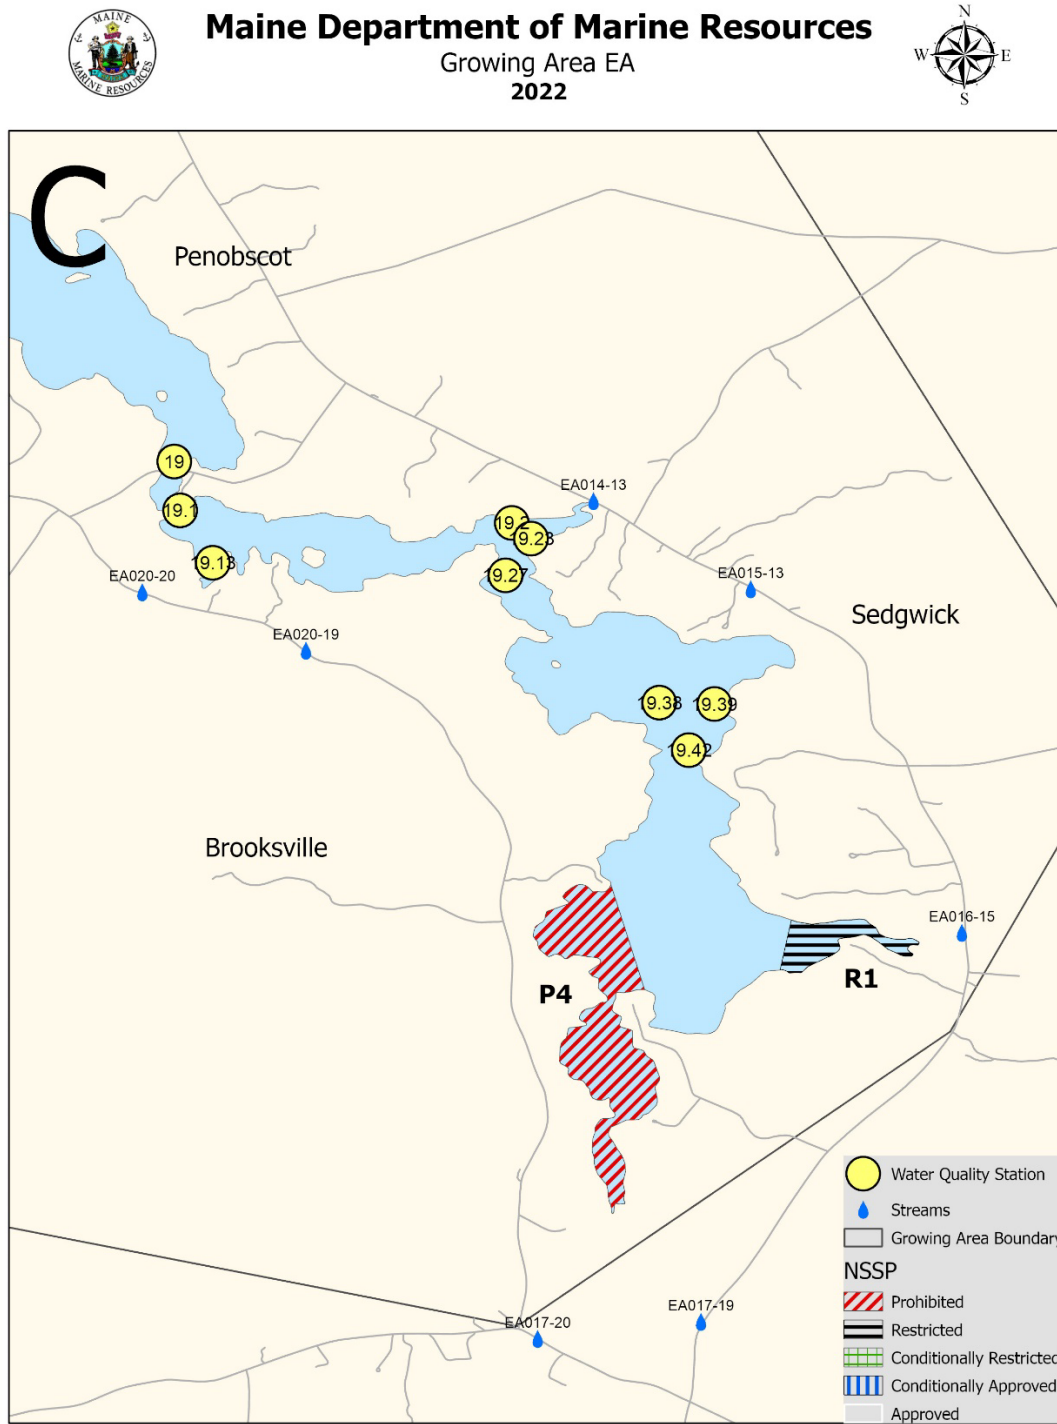 Maine Department of Marine Resources
Growing Area EA
2022
MAINE
MARINE RESOURCES
N
W E
S
C
Penobscot
19
EA014-13
19.1
19.2
19.23
19.13
19.27
EA020-20
EA015-13
EA020-19
Sedgwick
19.38
19.39
19.42
Brooksville
EA016-15
P4
R1
Water Quality Station
Streams
Growing Area Boundary
NSSP
Prohibited
Restricted
Conditionally Restricted
Conditionally Approved
Approved
EA017-19
EA017-20